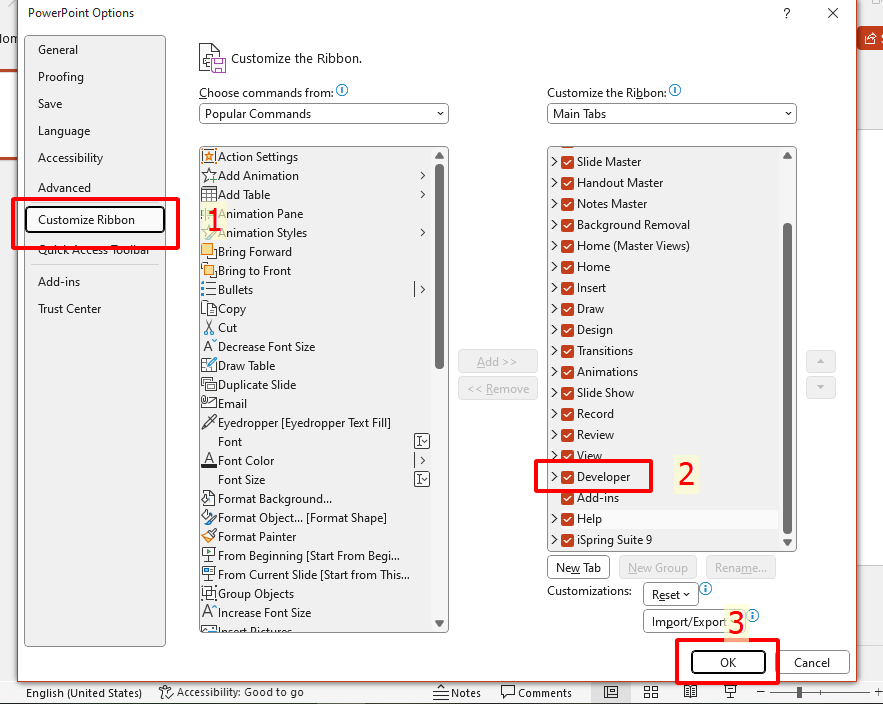 PowerPoint Options
?
General
Proofing
Save
Language
Accessibility
Advanced
Customize Ribbon
Quick Access Toolbar
Add-ins
Trust Center
1
Customize the Ribbon.
Choose commands from:
Popular Commands
Action Settings
Add Animation
Add Table
Animation Pane
Animation Styles
Bring Forward
Bring to Front
Bullets
Copy
Cut
Decrease Font Size
Draw Table
Duplicate Slide
Email
Eyedropper [Eyedropper Text Fill]
Font
Font Color
Font Size
Format Background...
Format Object... [Format Shape]
Format Painter
From Beginning [Start From Begi...
From Current Slide [Start from This...
Group Objects
Increase Font Size
Insert Pictures
Add >>
<< Remove
Customize the Ribbon:
Main Tabs
Slide Master
Handout Master
Notes Master
Background Removal
Home (Master Views)
Home
Insert
Draw
Design
Transitions
Animations
Slide Show
Record
Review
View
Developer
2
Add-ins
Help
iSpring Suite 9
New Tab
New Group
Rename...
Customizations:
Reset
Import/Export
3
OK
Cancel
English (United States)
Accessibility: Good to go
Notes
Comments